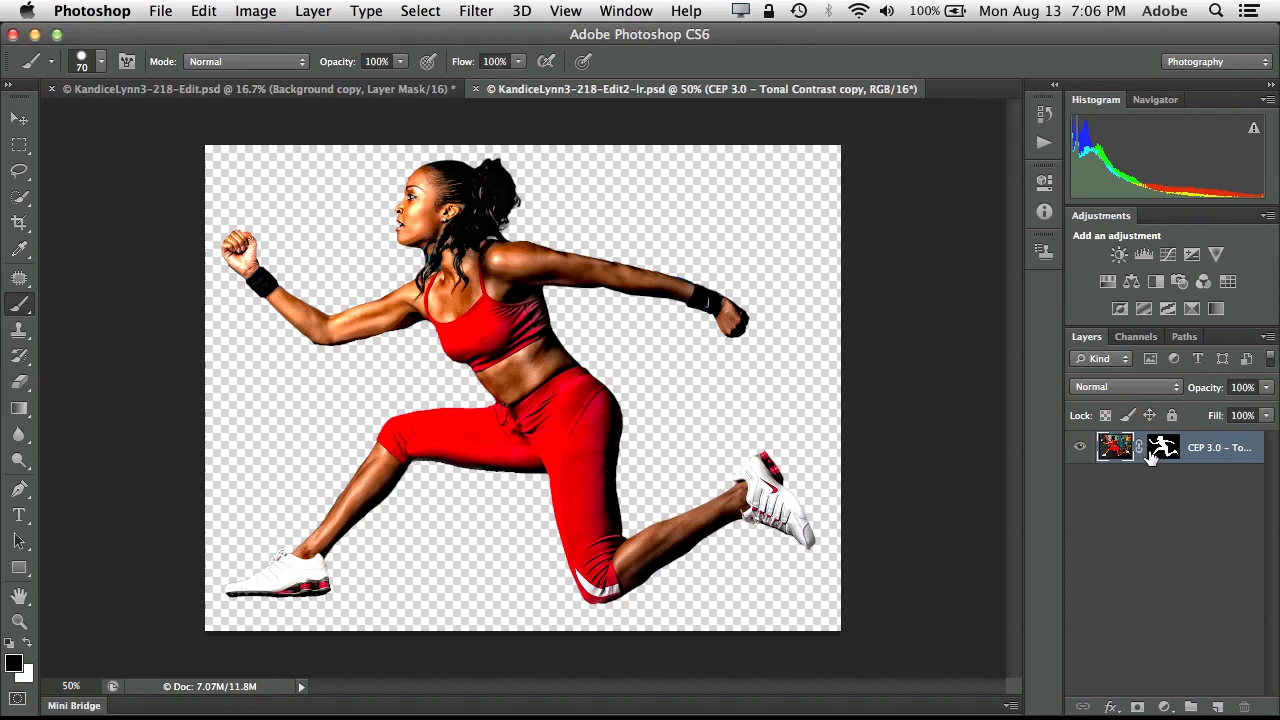 Photoshop File Edit Image Layer Type Select Filter 3D View Window Help 100% Mon Aug 13 7:06 PM Adobe
Adobe Photoshop CS6
70 Mode: Normal Opacity: 100% Flow: 100% Photography
© KandiceLynn3-218-Edit.psd @ 16.7% (Background copy, Layer Mask/16) * © KandiceLynn3-218-Edit2-lr.psd @ 50% (CEP 3.0 – Tonal Contrast copy, RGB/16*)
Histogram Navigator
Adjustments
Add an adjustment
Layers Channels Paths
Kind
Normal Opacity: 100%
Lock: Fill: 100%
CEP 3.0 – To...
50% © Doc: 7.07M/11.8M
Mini Bridge